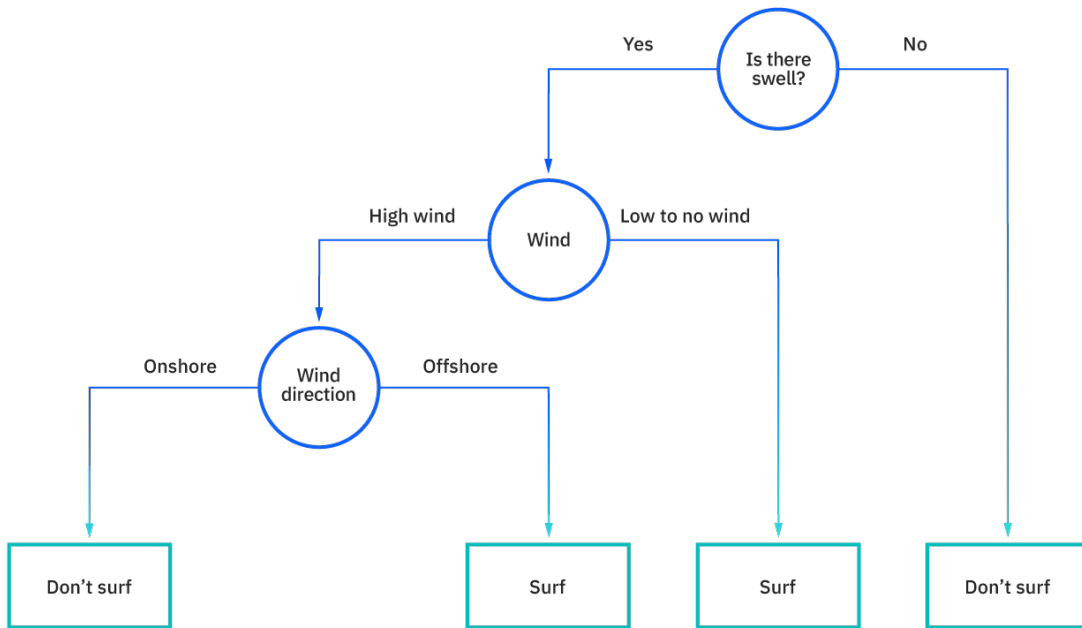 Yes
No
Is there
swell?
High wind
Low to no wind
Wind
Onshore
Offshore
Wind
direction
Don’t surf
Surf
Surf
Don’t surf